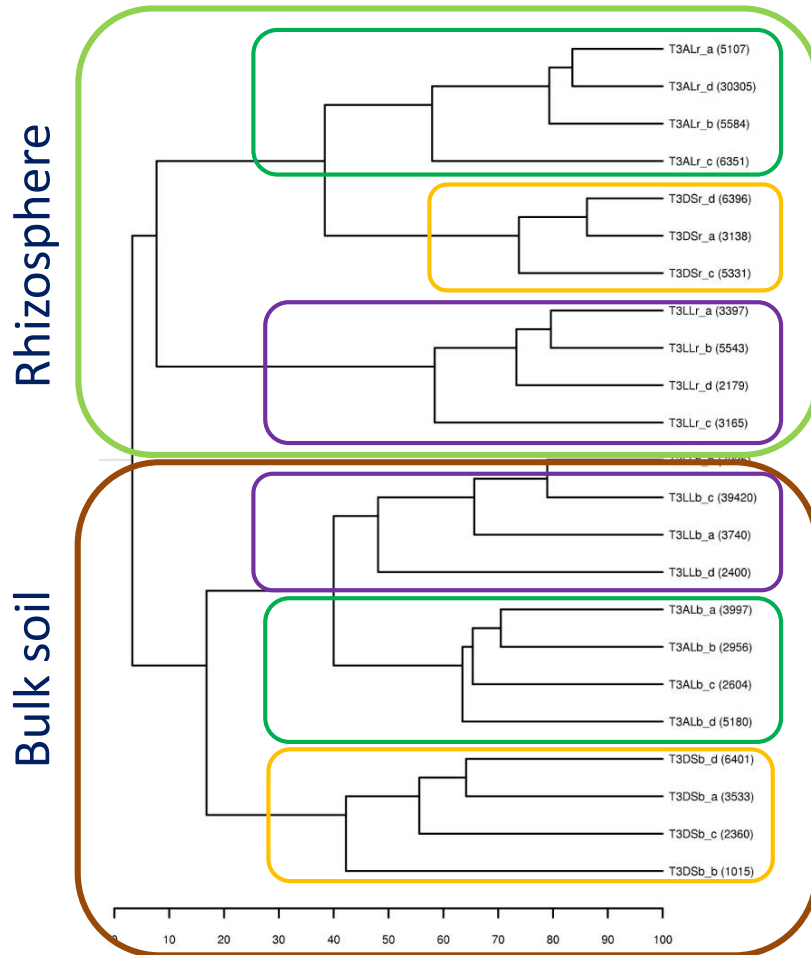 Rhizosphere
T3ALr_a (5107)
T3ALr_d (30305)
T3ALr_b (5584)
T3ALr_c (6351)
T3DSr_d (6396)
T3DSr_a (3138)
T3DSr_c (5331)
T3LLr_a (3397)
T3LLr_b (5543)
T3LLr_d (2179)
T3LLr_c (3165)
Bulk soil
T3LLb_c (39420)
T3LLb_a (3740)
T3LLb_d (2400)
T3ALb_a (3997)
T3ALb_b (2956)
T3ALb_c (2604)
T3ALb_d (5180)
T3DSb_d (6401)
T3DSb_a (3533)
T3DSb_c (2360)
T3DSb_b (1015)
0 10 20 30 40 50 60 70 80 90 100